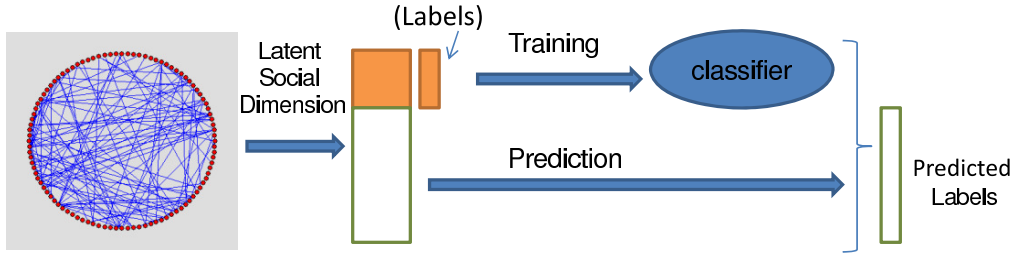 (Labels)
Latent
Social
Dimension
Training
classifier
Prediction
Predicted
Labels